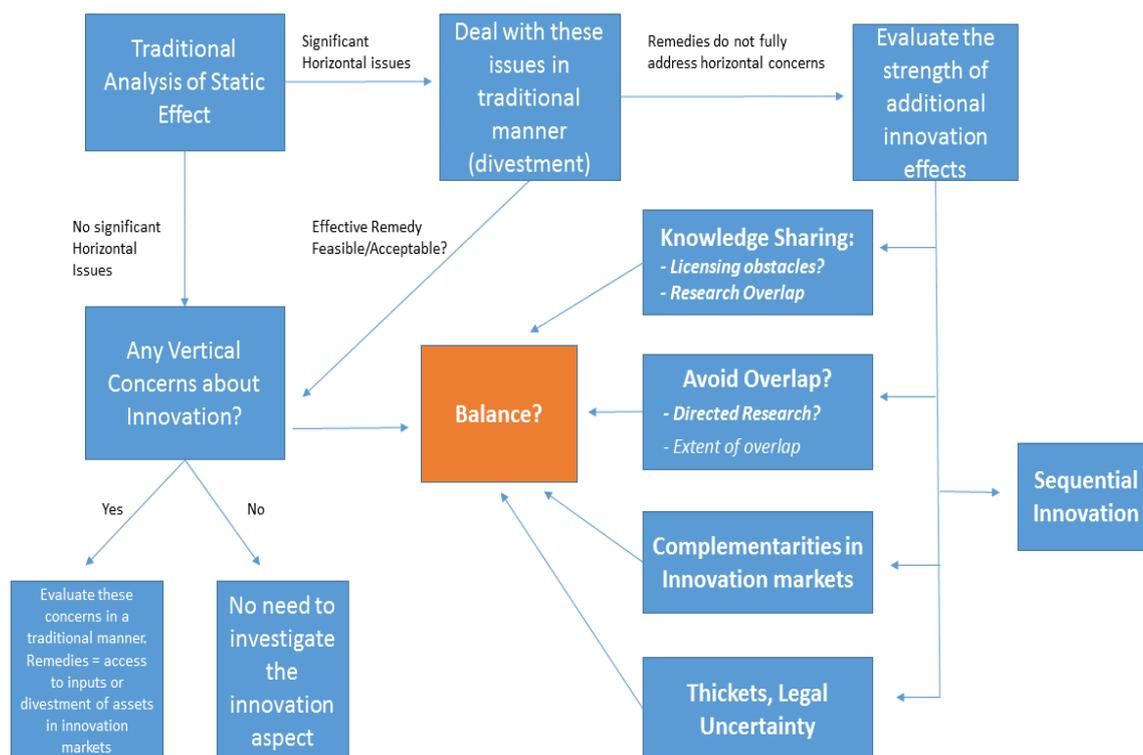 Traditional
Analysis of Static
Effect
Significant
Horizontal issues
Deal with these
issues in
traditional
manner
(divestment)
Remedies do not fully
address horizontal concerns
Evaluate the
strength of
additional
innovation
effects
No significant
Horizontal
Issues
Effective Remedy
Feasible/Acceptable?
Knowledge Sharing:
- Licensing obstacles?
- Research Overlap
Any Vertical
Concerns about
Innovation?
Balance?
Avoid Overlap?
- Directed Research?
- Extent of overlap
Sequential
Innovation
Yes
No
Complementarities in
Innovation markets
Evaluate these
concerns in a
traditional manner.
Remedies = access
to inputs or
divestment of assets
in innovation
markets
No need to
investigate
the
innovation
aspect
Thickets, Legal
Uncertainty